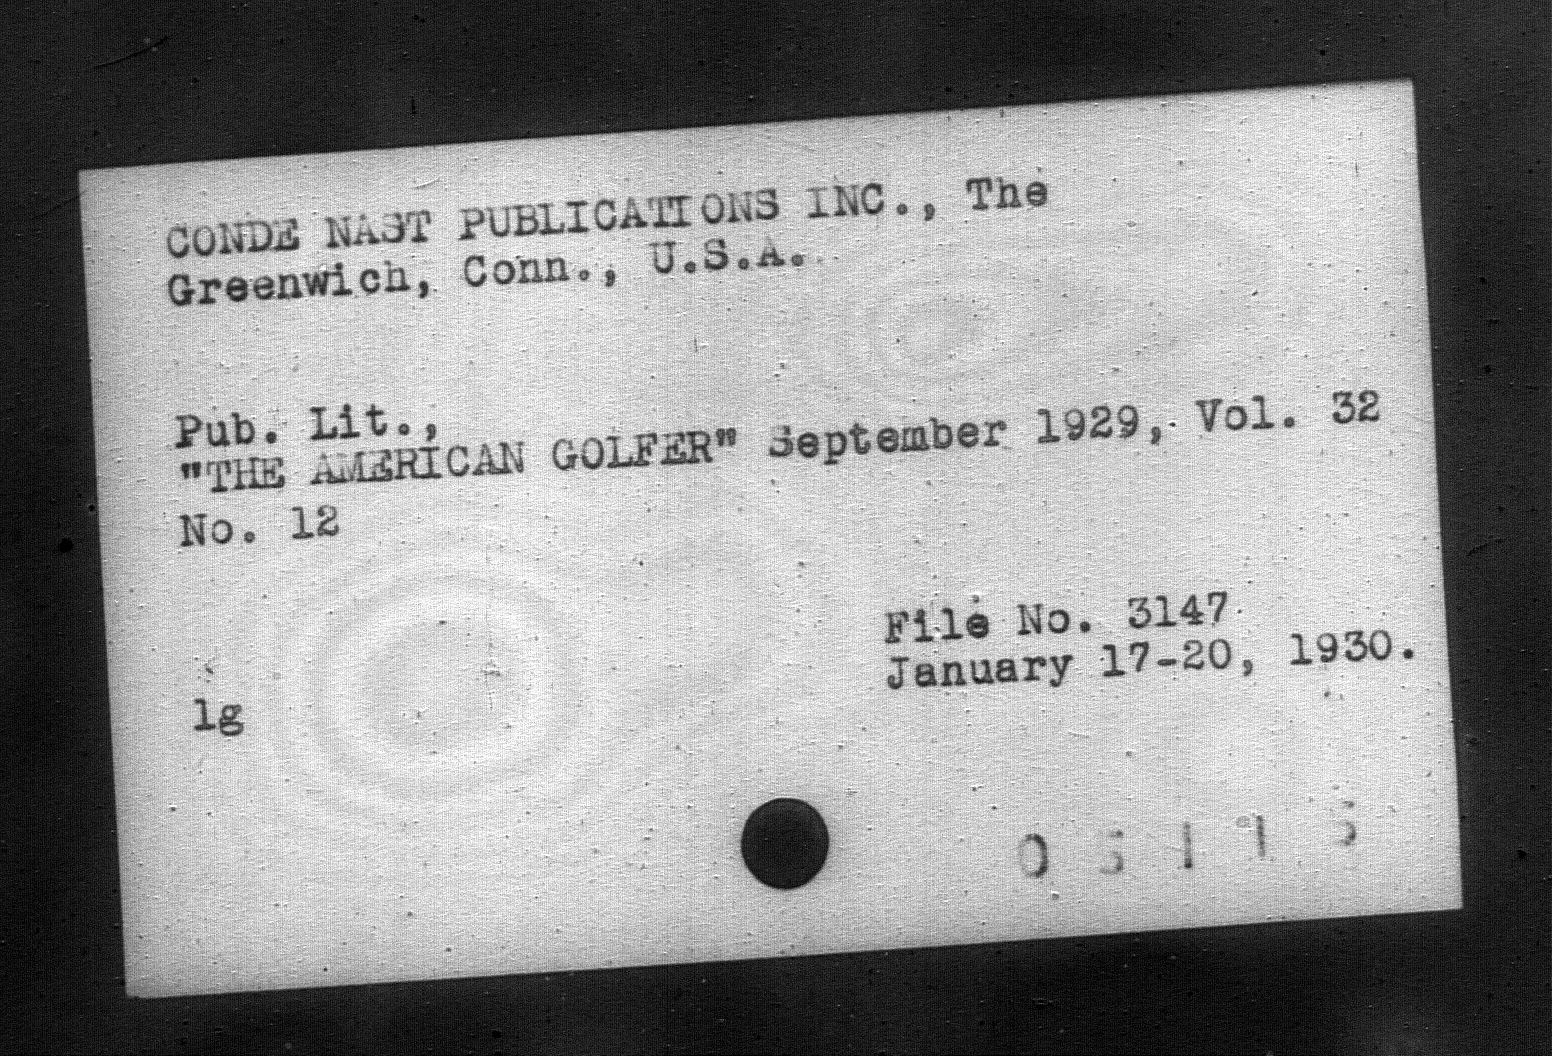 CONDE NAST PUBLICATIONS INC., The
Greenwich, Conn., U.S.A.
Pub. Lit.,
"THE AMERICAN GOLFER" September 1929, Vol. 32
No. 12
File No. 3147
January 17-20, 1930.
lg